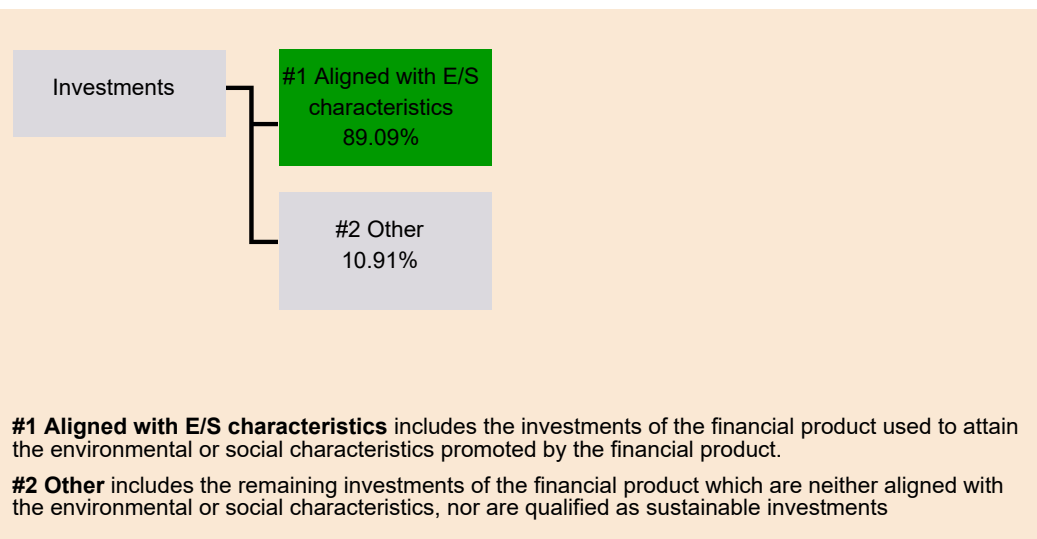 Investments
#1 Aligned with E/S
characteristics
89.09%
#2 Other
10.91%
#1 Aligned with E/S characteristics includes the investments of the financial product used to attain
the environmental or social characteristics promoted by the financial product.
#2 Other includes the remaining investments of the financial product which are neither aligned with
the environmental or social characteristics, nor are qualified as sustainable investments